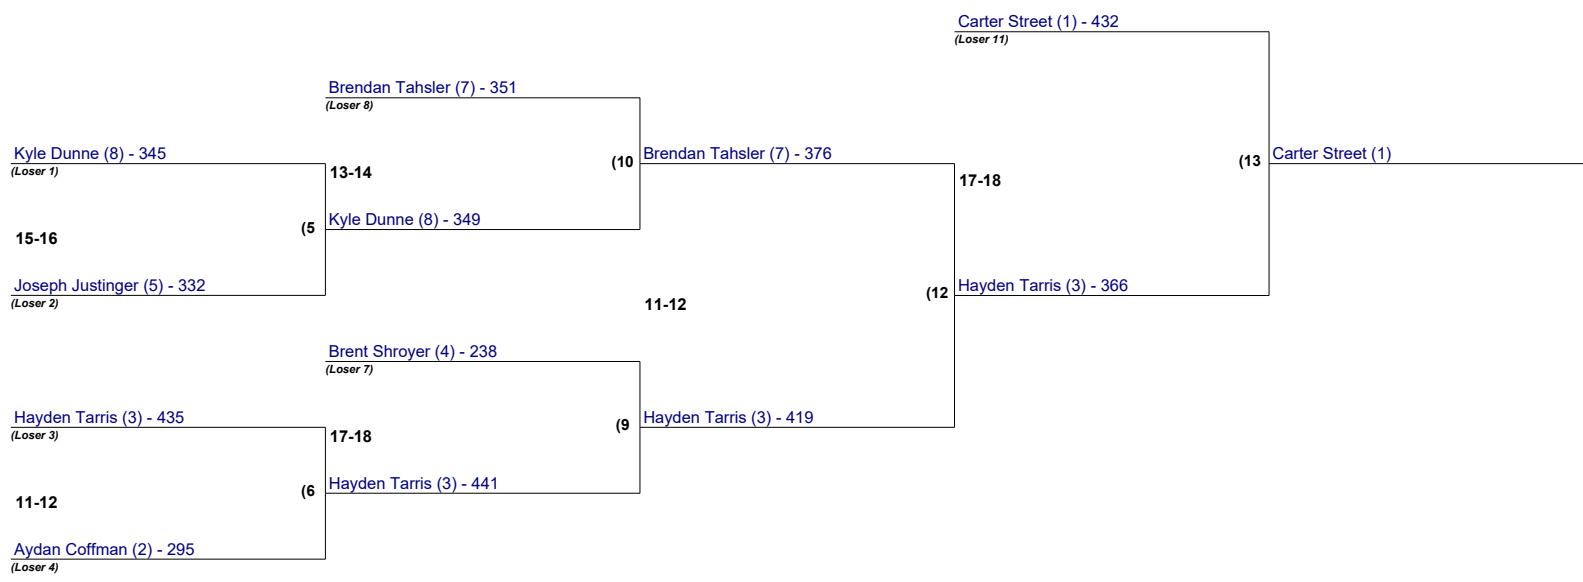 Carter Street (1) - 432
(Loser 11)
Brendan Tahsler (7) - 351
(Loser 8)
Kyle Dunne (8) - 345
(Loser 1)
13-14
(10
Brendan Tahsler (7) - 376
17-18
(13
Carter Street (1)
15-16
(5
Kyle Dunne (8) - 349
Joseph Justinger (5) - 332
(Loser 2)
11-12
(12
Hayden Tarris (3) - 366
Brent Shroyer (4) - 238
(Loser 7)
Hayden Tarris (3) - 435
(Loser 3)
17-18
(9
Hayden Tarris (3) - 419
11-12
(6
Hayden Tarris (3) - 441
Aydan Coffman (2) - 295
(Loser 4)